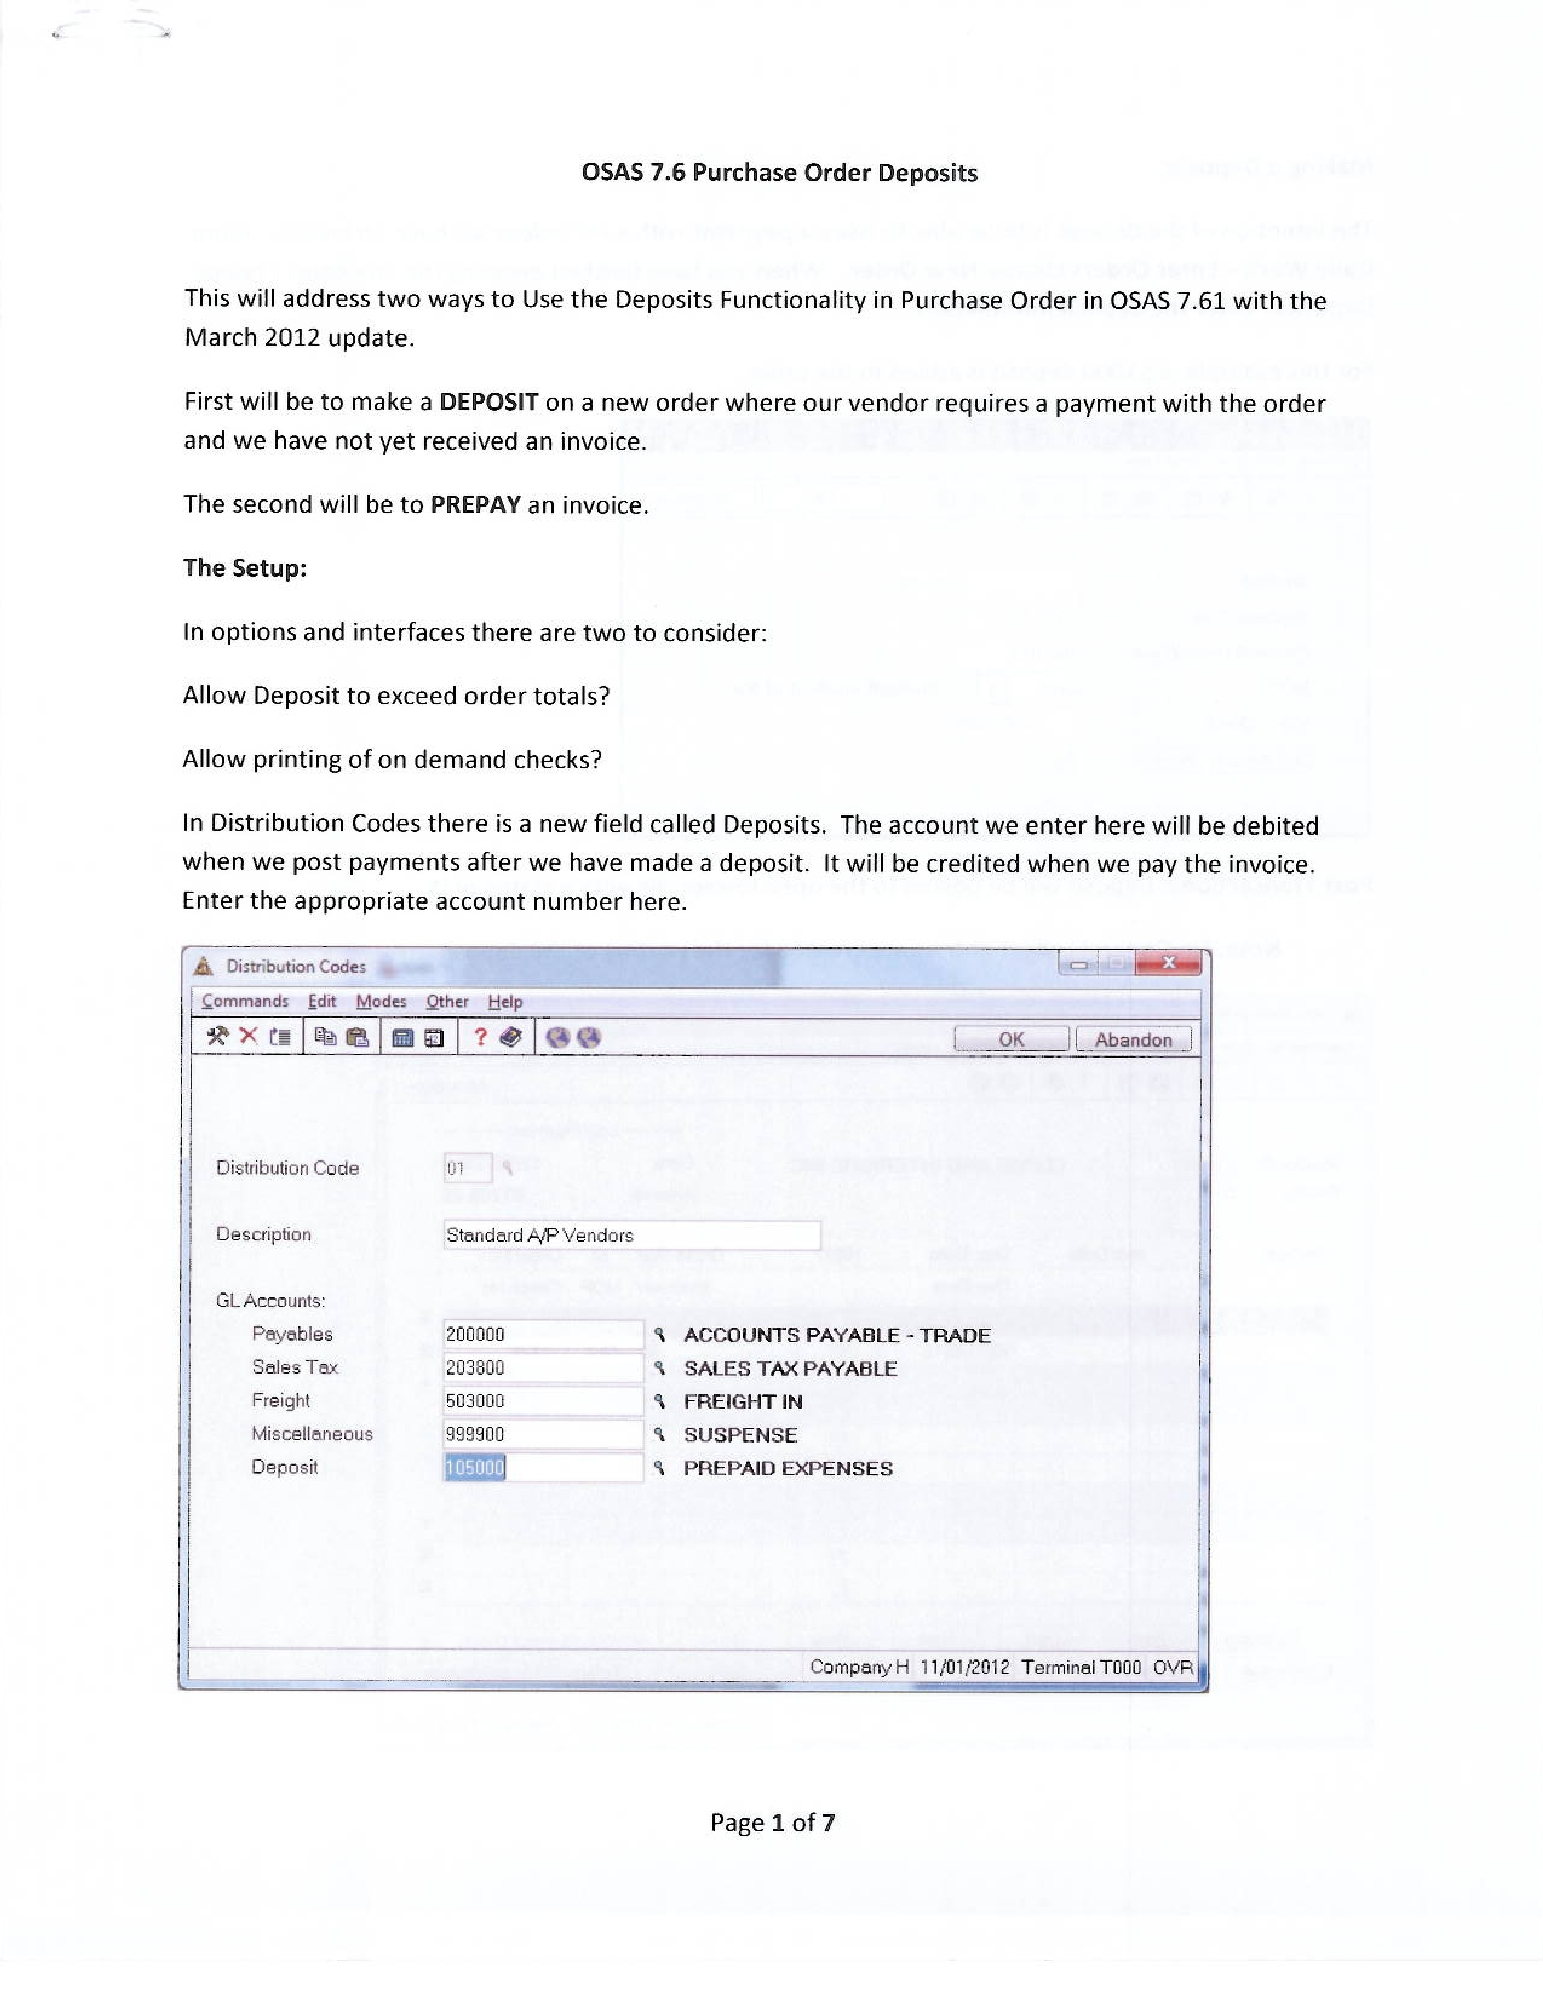 OSAS 7.6 Purchase Order Deposits
This will address two ways to Use the Deposits Functionality in Purchase Order in OSAS 7.61 with the
March 2012 update.
First will be to make a DEPOSIT on a new order where our vendor requires a payment with the order
and we have not yet received an invoice.
The second will be to PREPAY an invoice.
The Setup:
In options and interfaces there are two to consider:
Allow Deposit to exceed order totals?
Allow printing of on demand checks?
In Distribution Codes there is a new field called Deposits.  The account we enter here will be debited
when we post payments after we have made a deposit.  It will be credited when we pay the invoice.
Enter the appropriate account number here.
Distribution Codes
Commands Edit Modes Other Help
OK Abandon
Distribution Code 01
Description Standard A/P Vendors
GL Accounts:
Payables 200000 ACCOUNTS PAYABLE - TRADE
Sales Tax 203800 SALES TAX PAYABLE
Freight 503000 FREIGHT IN
Miscellaneous 999900 SUSPENSE
Deposit 105000 PREPAID EXPENSES
Company H 11/01/2012 Terminal T000 OVR
Page 1 of 7